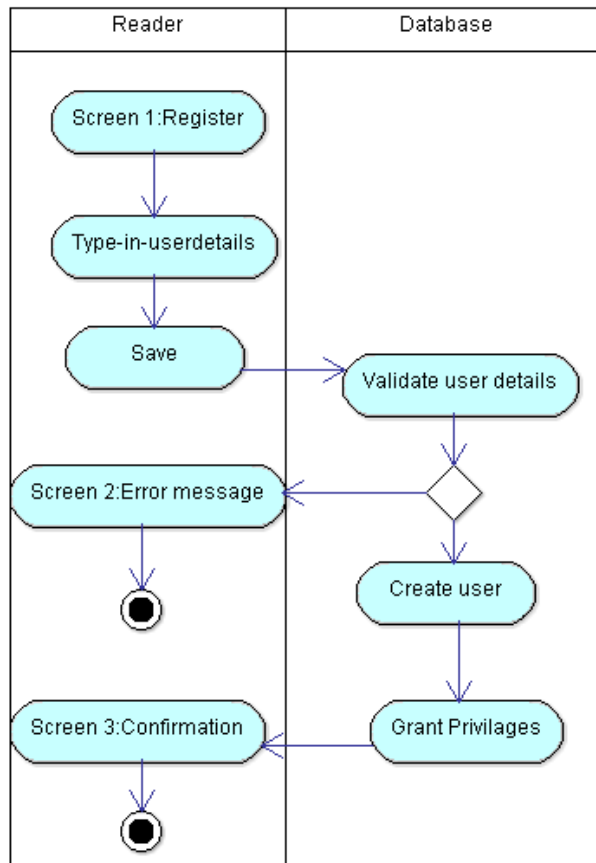 Reader
Database
Screen 1:Register
Type-in-userdetails
Save
Validate user details
Screen 2:Error message
Create user
Screen 3:Confirmation
Grant Privilages